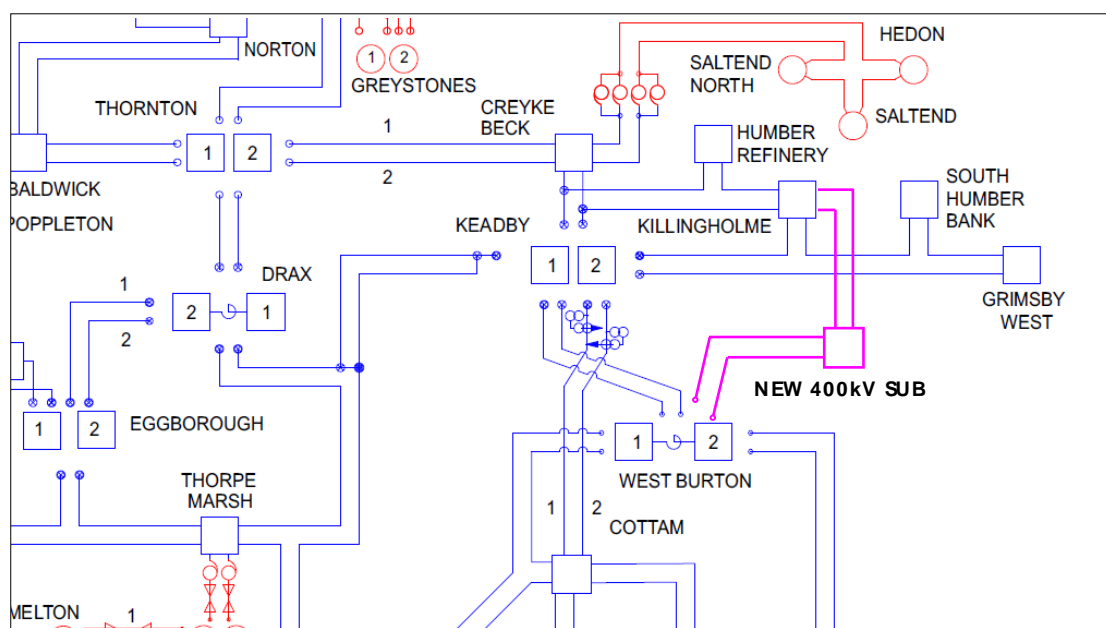 NORTON
1
2
GREYSTONES
HEDON
SALTEND
NORTH
SALTEND
THORNTON
CREYKE
BECK
1
2
1
2
HUMBER
REFINERY
BALDWICK
POPPLETON
SOUTH
HUMBER
BANK
KEADBY
KILLINGHOLME
1
2
DRAX
2
1
1
2
GRIMSBY
WEST
NEW 400kV SUB
1
2
EGGBOROUGH
1
2
WEST BURTON
THORPE
MARSH
1
2
COTTAM
MELTON
1